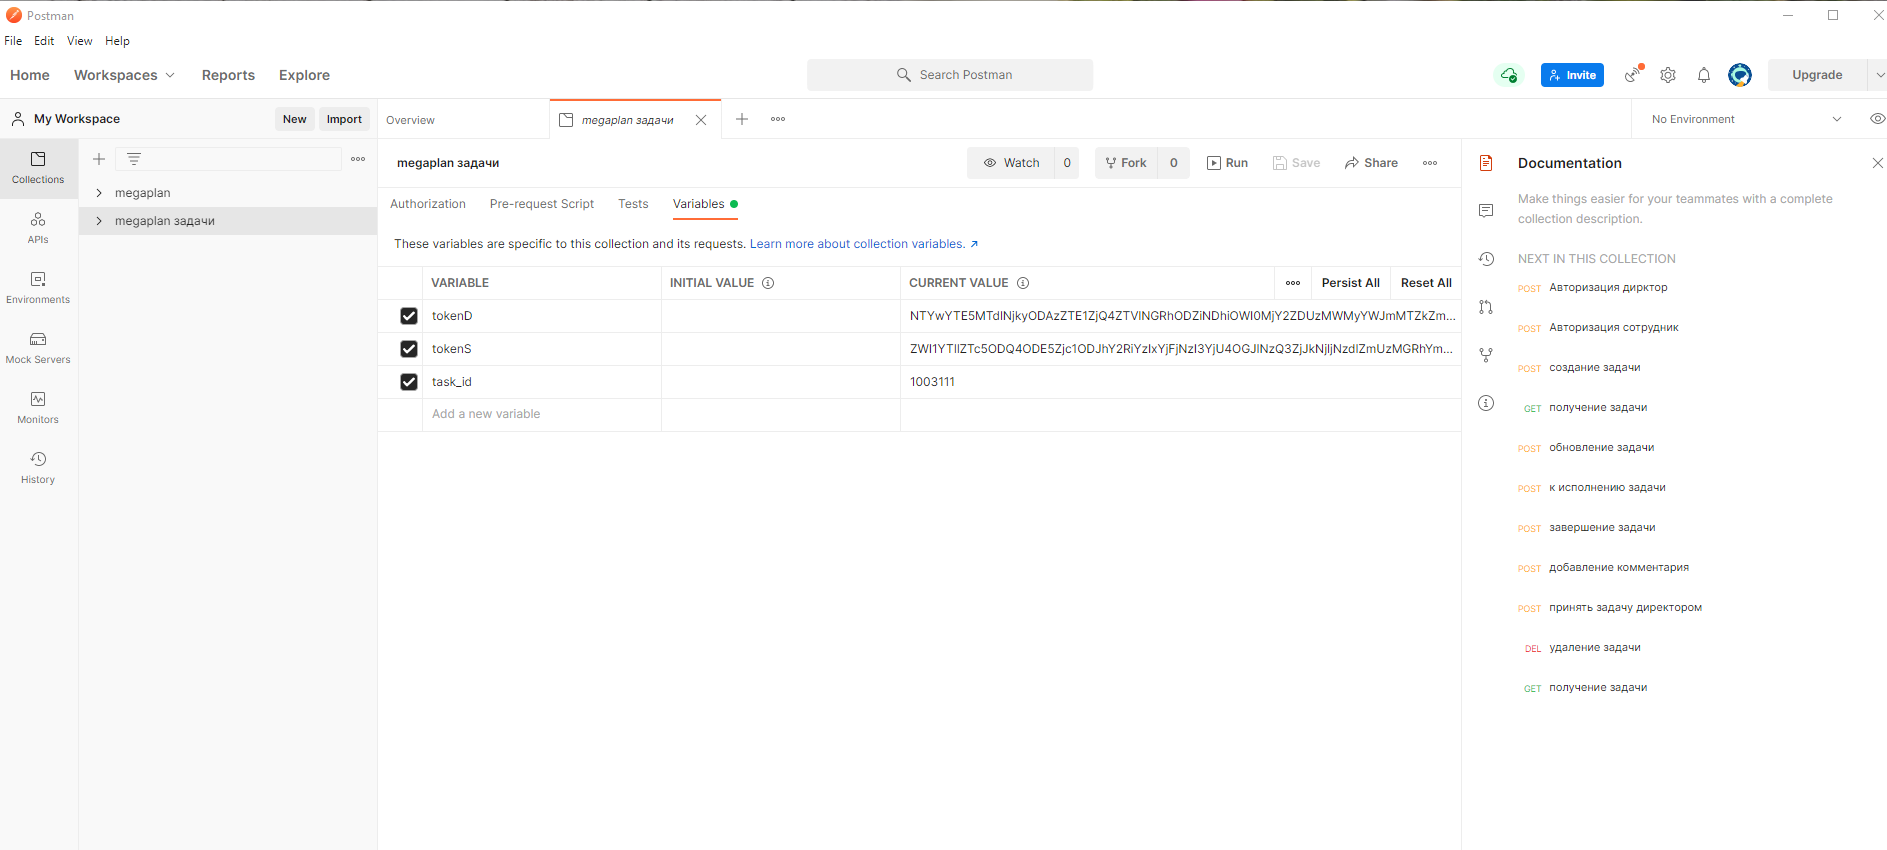 Postman
File Edit View Help
Home Workspaces Reports Explore
Search Postman
Invite
Upgrade
My Workspace
New Import
Overview
megaplan задачи
No Environment
Collections
APIs
Environments
Mock Servers
Monitors
History
megaplan
megaplan задачи
megaplan задачи
Watch 0
Fork 0
Run
Save
Share
Authorization Pre-request Script Tests Variables
These variables are specific to this collection and its requests. Learn more about collection variables.
VARIABLE INITIAL VALUE CURRENT VALUE Persist All Reset All
tokenD
tokenS
task_id 1003111
Add a new variable
Documentation
Make things easier for your teammates with a complete
collection description.
NEXT IN THIS COLLECTION
POST Авторизация дирктор
POST Авторизация сотрудник
POST создание задачи
GET получение задачи
POST обновление задачи
POST к исполнению задачи
POST завершение задачи
POST добавление комментария
POST принять задачу директором
DEL удаление задачи
GET получение задачи